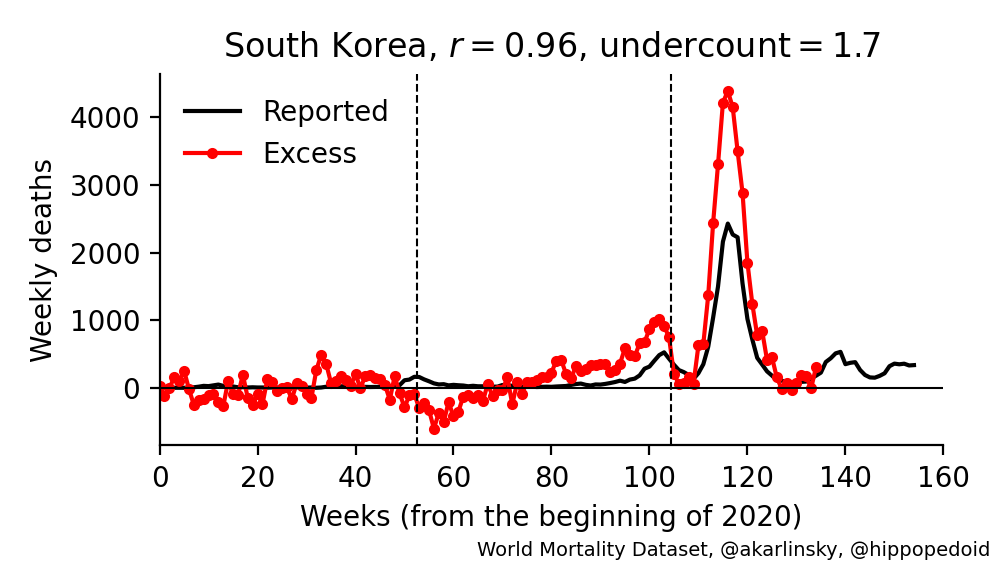 South Korea, r = 0.96, undercount = 1.7
Reported
Excess
Weekly deaths
4000
3000
2000
1000
0
0 20 40 60 80 100 120 140 160
Weeks (from the beginning of 2020)
World Mortality Dataset, @akarlinsky, @hippopedoid